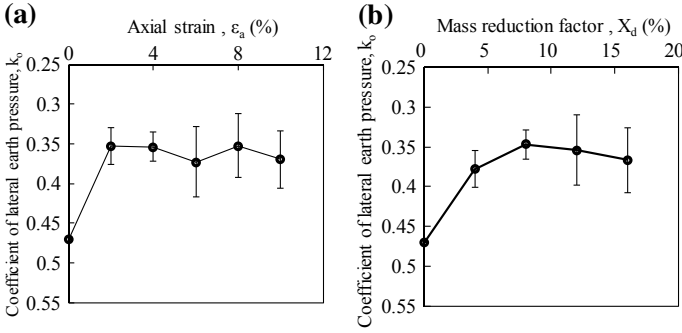 (a)
Axial strain , εa (%)
0 4 8 12
Coefficient of lateral earth pressure, ko
0.25
0.3
0.35
0.4
0.45
0.5
0.55
(b)
Mass reduction factor , Xd (%)
0 5 10 15 20
Coefficient of lateral earth pressure, ko
0.25
0.3
0.35
0.4
0.45
0.5
0.55